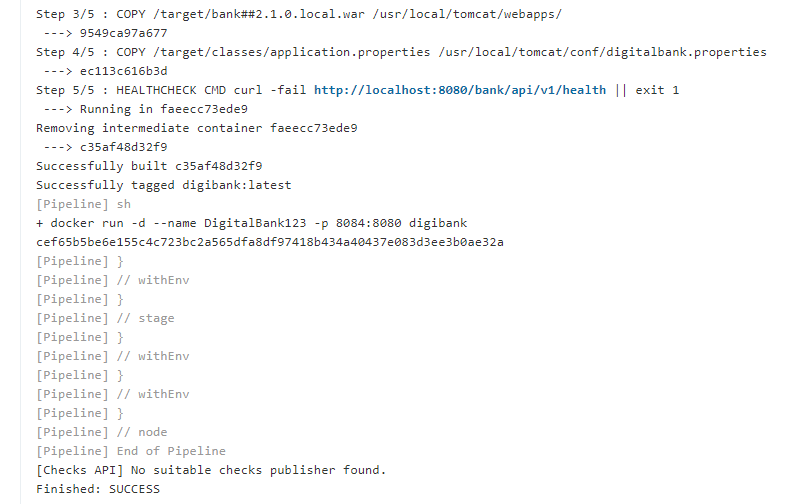 Step 3/5 : COPY /target/bank##2.1.0.local.war /usr/local/tomcat/webapps/
---> 9549ca97a677
Step 4/5 : COPY /target/classes/application.properties /usr/local/tomcat/conf/digitalbank.properties
---> ec113c616b3d
Step 5/5 : HEALTHCHECK CMD curl -fail http://localhost:8080/bank/api/v1/health || exit 1
---> Running in faeecc73ede9
Removing intermediate container faeecc73ede9
---> c35af48d32f9
Successfully built c35af48d32f9
Successfully tagged digibank:latest
[Pipeline] sh
+ docker run -d --name DigitalBank123 -p 8084:8080 digibank
cef65b5be6e155c4c723bc2a565dfa8df97418b434a40437e083d3ee3b0ae32a
[Pipeline] }
[Pipeline] // withEnv
[Pipeline] }
[Pipeline] // stage
[Pipeline] }
[Pipeline] // withEnv
[Pipeline] }
[Pipeline] // withEnv
[Pipeline] }
[Pipeline] // node
[Pipeline] End of Pipeline
[Checks API] No suitable checks publisher found.
Finished: SUCCESS